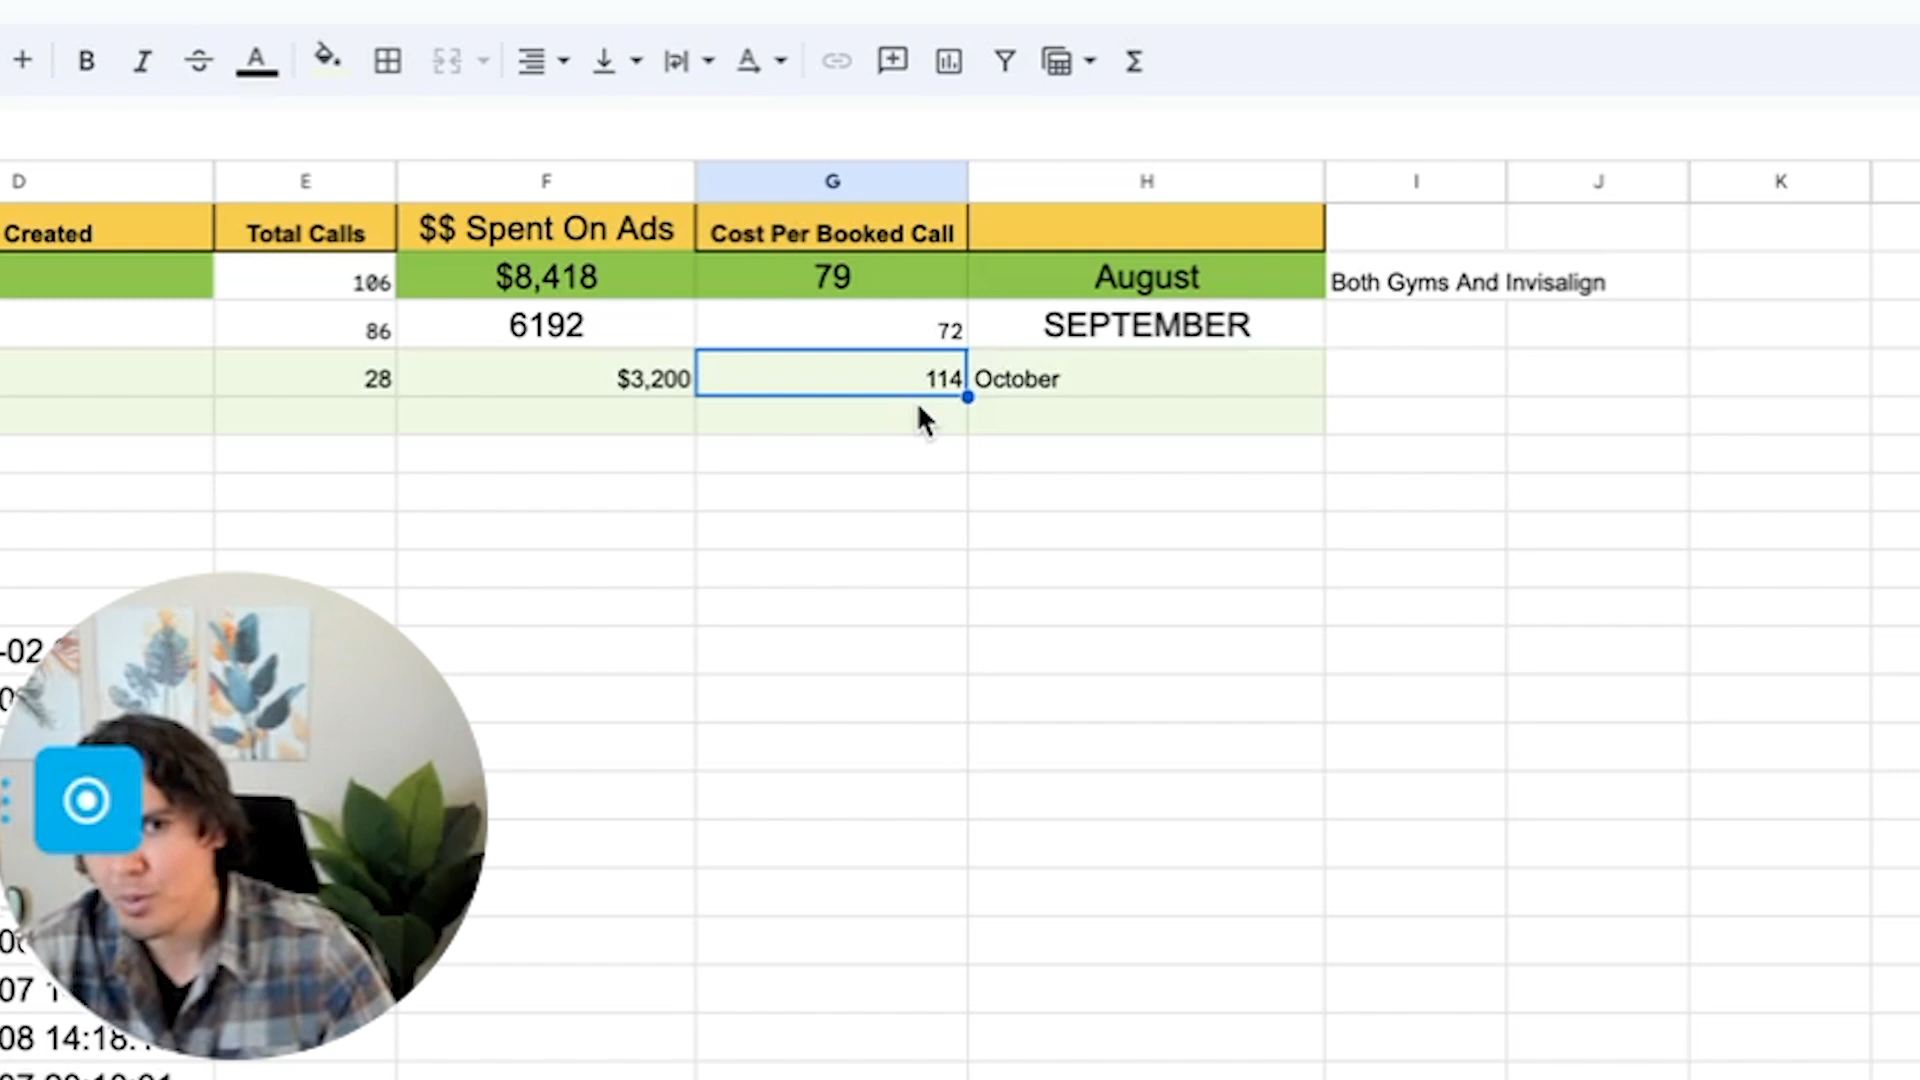 D E F G H I J K
Created Total Calls $$ Spent On Ads Cost Per Booked Call
106 $8,418 79 August Both Gyms And Invisalign
86 6192 72 SEPTEMBER
28 $3,200 114 October
-02
07
08 14:18: